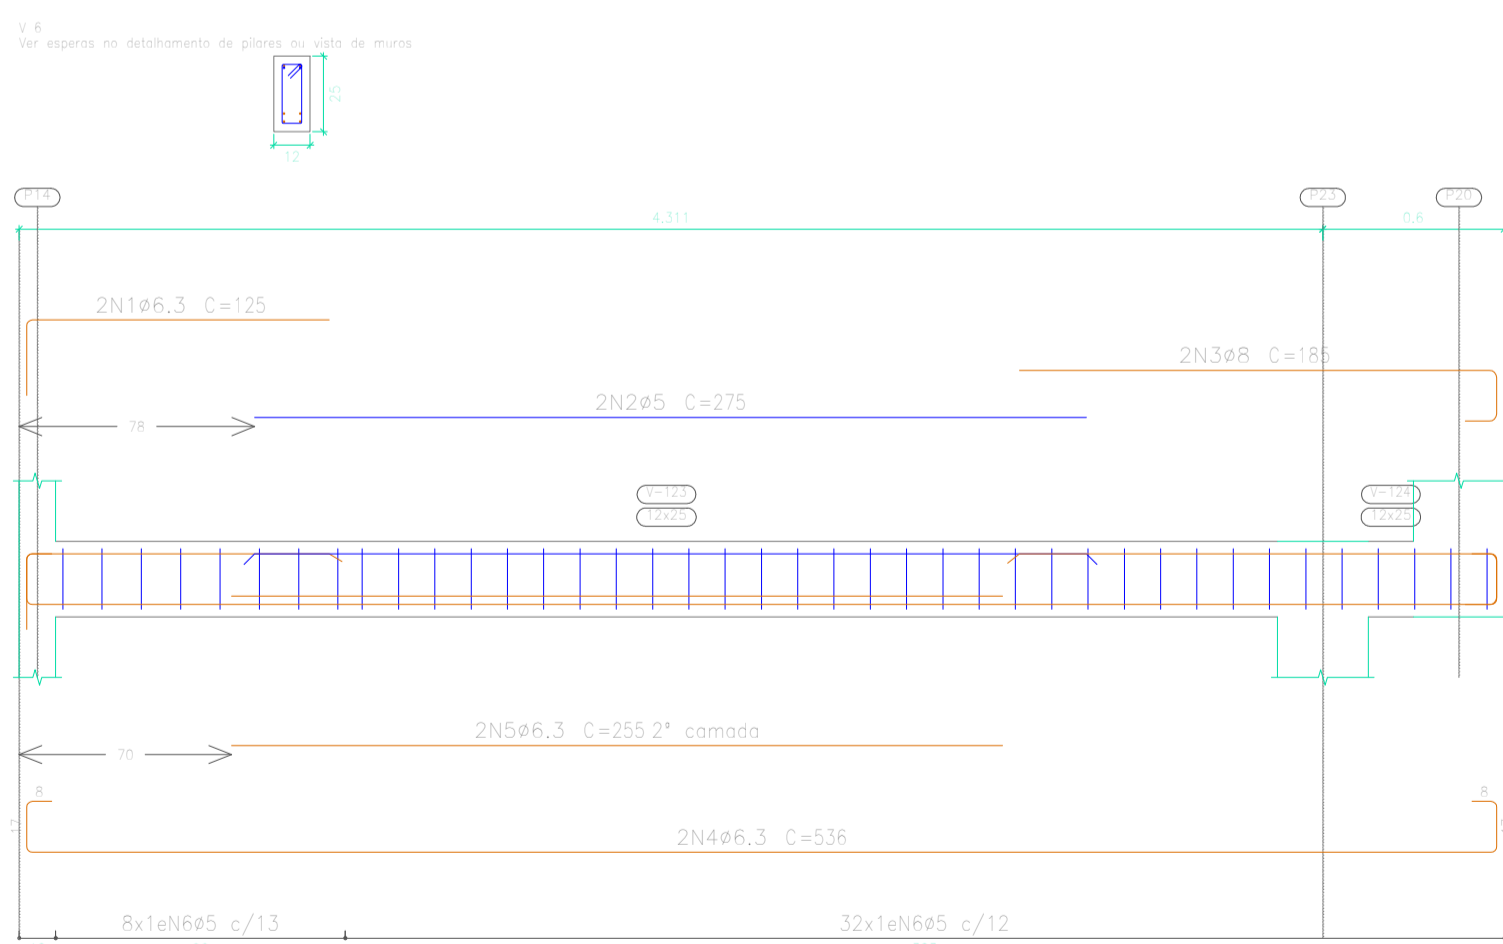 V 6
Ver esperas no detalhamento de pilares ou vista de muros
25
12
P14
P23
P20
4.311
0.6
2N1ø6.3 C=125
2N3ø8 C=185
2N2ø5 C=275
78
V-123
12x25
V-124
12x25
2N5ø6.3 C=255 2ª camada
70
8
8
17
2N4ø6.3 C=536
8x1eN6ø5 c/13
32x1eN6ø5 c/12